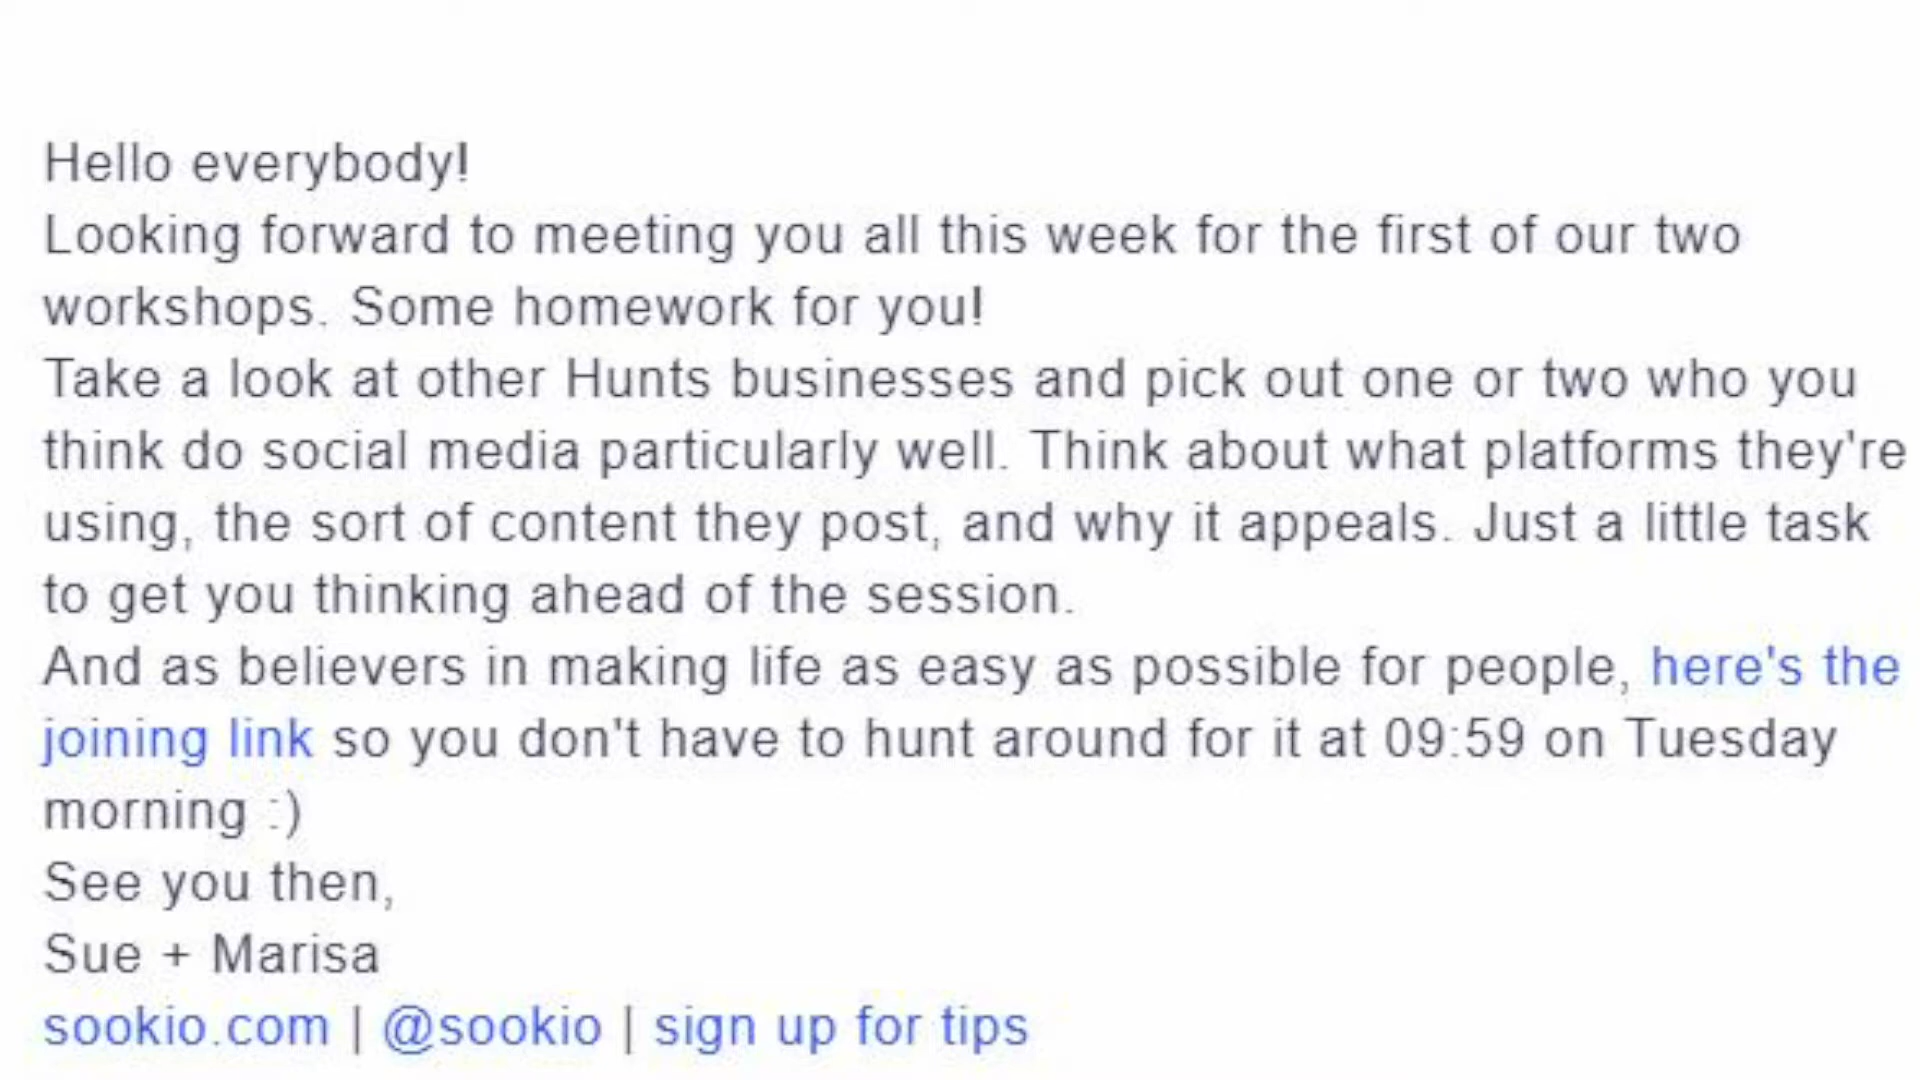 Hello everybody!
Looking forward to meeting you all this week for the first of our two
workshops. Some homework for you!
Take a look at other Hunts businesses and pick out one or two who you
think do social media particularly well. Think about what platforms they're
using, the sort of content they post, and why it appeals. Just a little task
to get you thinking ahead of the session.
And as believers in making life as easy as possible for people, here's the
joining link so you don't have to hunt around for it at 09:59 on Tuesday
morning :)
See you then,
Sue + Marisa
sookio.com | @sookio | sign up for tips